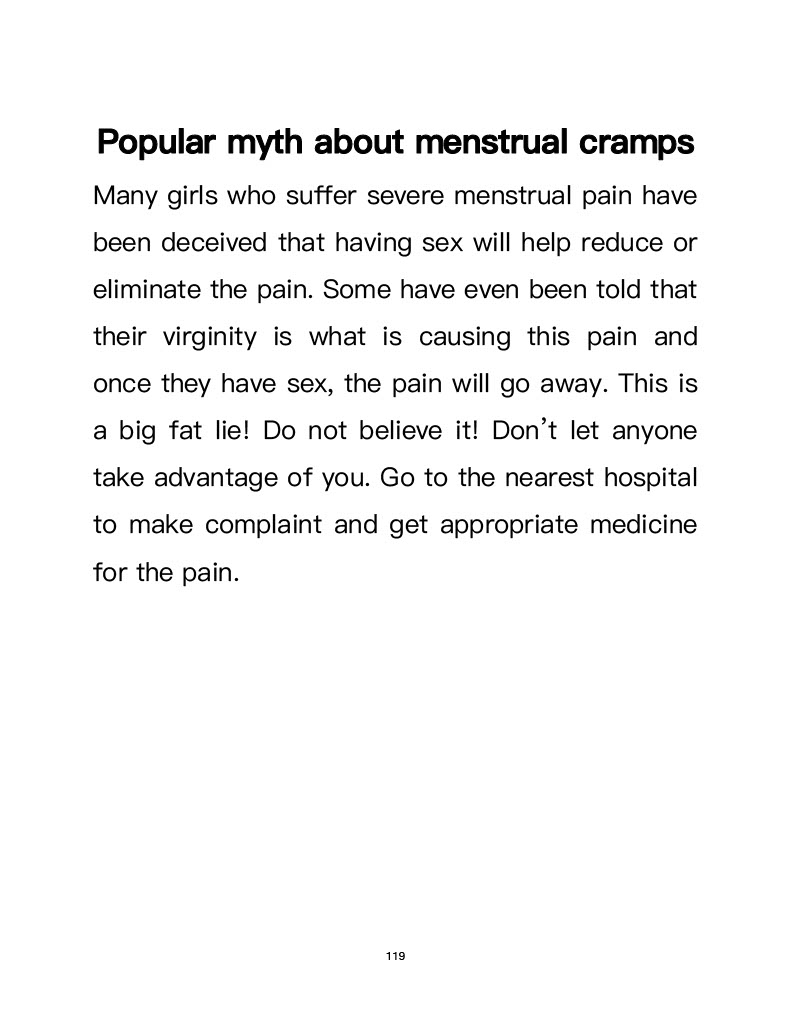 Popular myth about menstrual cramps
Many girls who suffer severe menstrual pain have
been deceived that having sex will help reduce or
eliminate the pain. Some have even been told that
their virginity is what is causing this pain and
once they have sex, the pain will go away. This is
a big fat lie! Do not believe it! Don’t let anyone
take advantage of you. Go to the nearest hospital
to make complaint and get appropriate medicine
for the pain.
119